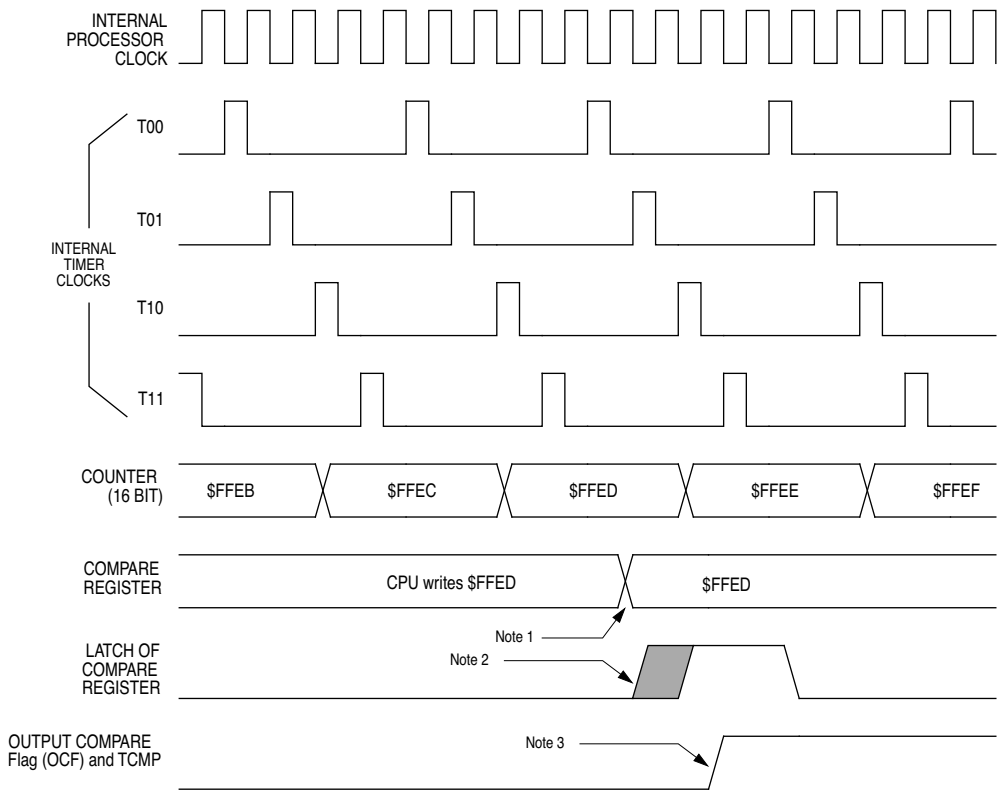 INTERNAL
PROCESSOR
CLOCK
T00
T01
INTERNAL
TIMER
CLOCKS
T10
T11
COUNTER
(16 BIT)
$FFEB
$FFEC
$FFED
$FFEE
$FFEF
COMPARE
REGISTER
CPU writes $FFED
$FFED
Note 1
LATCH OF
COMPARE
REGISTER
Note 2
OUTPUT COMPARE
Flag (OCF) and TCMP
Note 3